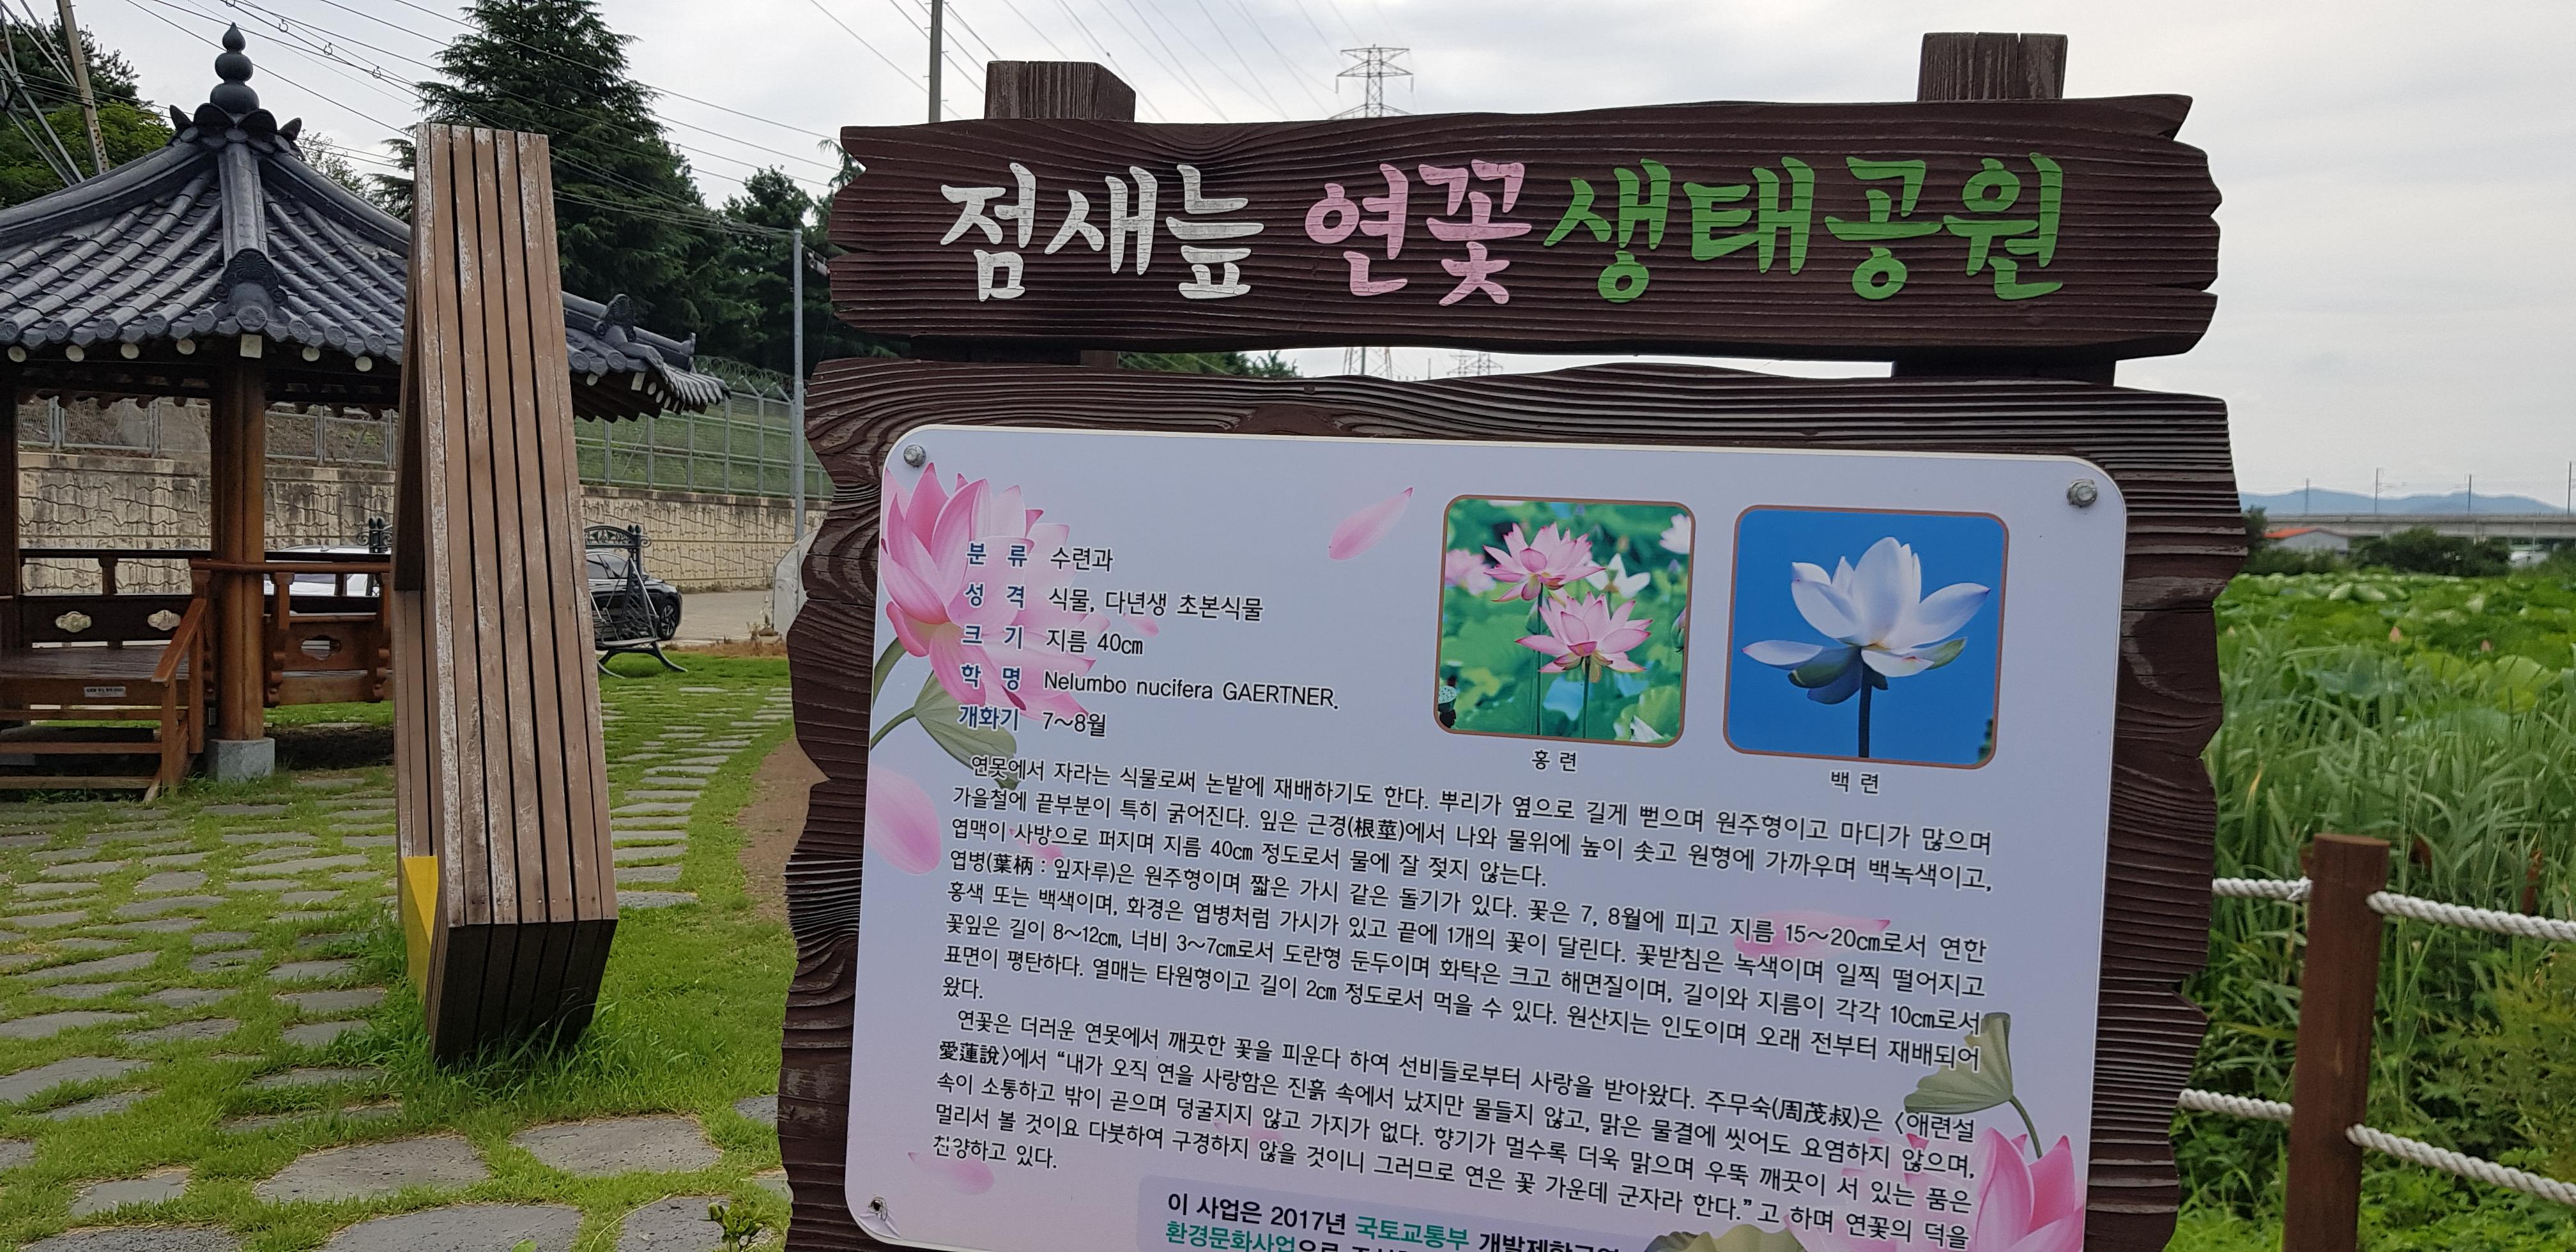 점새늪 연꽃생태공원
분 류 수련과
성 격 식물, 다년생 초본식물
크 기 지름 40㎝
학 명 Nelumbo nucifera GAERTNER.
개화기 7~8월
홍 련
백 련
연못에서 자라는 식물로써 논밭에 재배하기도 한다. 뿌리가 옆으로 길게 뻗으며 원주형이고 마디가 많으며
가을철에 끝부분이 특히 굵어진다. 잎은 근경(根莖)에서 나와 물위에 높이 솟고 원형에 가까우며 백녹색이고,
엽맥이 사방으로 퍼지며 지름 40㎝ 정도로서 물에 잘 젖지 않는다.
엽병(葉柄 : 잎자루)은 원주형이며 짧은 가시 같은 돌기가 있다. 꽃은 7, 8월에 피고 지름 15~20㎝로서 연한
홍색 또는 백색이며, 화경은 엽병처럼 가시가 있고 끝에 1개의 꽃이 달린다. 꽃받침은 녹색이며 일찍 떨어지고
꽃잎은 길이 8~12㎝, 너비 3~7㎝로서 도란형 둔두이며 화탁은 크고 해면질이며, 길이와 지름이 각각 10㎝로서
표면이 평탄하다. 열매는 타원형이고 길이 2㎝ 정도로서 먹을 수 있다. 원산지는 인도이며 오래 전부터 재배되어
왔다.
연꽃은 더러운 연못에서 깨끗한 꽃을 피운다 하여 선비들로부터 사랑을 받아왔다. 주무숙(周茂叔)은 〈애련설
愛蓮說〉에서 “내가 오직 연을 사랑함은 진흙 속에서 났지만 물들지 않고, 맑은 물결에 씻어도 요염하지 않으며,
속이 소통하고 밖이 곧으며 덩굴지지 않고 가지가 없다. 향기가 멀수록 더욱 맑으며 우뚝 깨끗이 서 있는 품은
멀리서 볼 것이요 다붓하여 구경하지 않을 것이니 그러므로 연은 꽃 가운데 군자라 한다.”고 하며 연꽃의 덕을
찬양하고 있다.
이 사업은 2017년 국토교통부 개발제한구역
환경문화사업으로